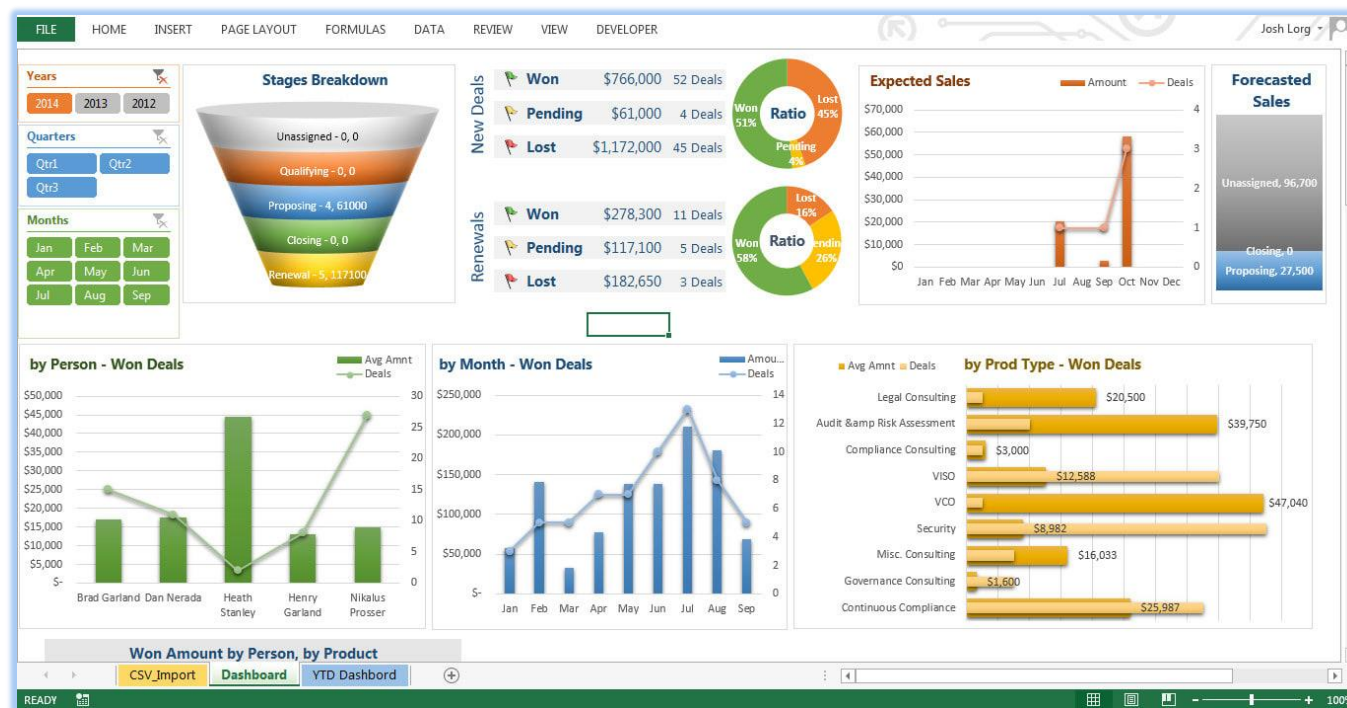 FILE HOME INSERT PAGE LAYOUT FORMULAS DATA REVIEW VIEW DEVELOPER Josh Lorg
Years
2014 2013 2012
Quarters
Qtr1 Qtr2
Qtr3
Months
Jan Feb Mar
Apr May Jun
Jul Aug Sep
Stages Breakdown
Unassigned - 0, 0
Qualifying - 0, 0
Proposing - 4, 61000
Closing - 0, 0
Renewal - 5, 117100
New Deals
Won $766,000 52 Deals
Pending $61,000 4 Deals
Lost $1,172,000 45 Deals
Ratio
Won
51%
Lost
45%
Pending
4%
Renewals
Won $278,300 11 Deals
Pending $117,100 5 Deals
Lost $182,650 3 Deals
Ratio
Won
58%
Lost
16%
endin
26%
Expected Sales
Amount Deals
$70,000
$60,000
$50,000
$40,000
$30,000
$20,000
$10,000
$0
4
3
2
1
0
Jan Feb Mar Apr May Jun Jul Aug Sep Oct Nov Dec
Forecasted
Sales
Unassigned, 96,700
Closing, 0
Proposing, 27,500
by Person - Won Deals
Avg Amnt
Deals
$50,000
$45,000
$40,000
$35,000
$30,000
$25,000
$20,000
$15,000
$10,000
$5,000
$-
30
25
20
15
10
5
0
Brad Garland Dan Nerada Heath Henry Nikalus
Stanley Garland Prosser
by Month - Won Deals
Amou...
Deals
$250,000
$200,000
$150,000
$100,000
$50,000
$-
14
12
10
8
6
4
2
0
Jan Feb Mar Apr May Jun Jul Aug Sep
Avg Amnt Deals by Prod Type - Won Deals
Legal Consulting $20,500
Audit &amp Risk Assessment $39,750
Compliance Consulting $3,000
VISO $12,588
VCO $47,040
Security $8,982
Misc. Consulting $16,033
Governance Consulting $1,600
Continuous Compliance $25,987
Won Amount by Person, by Product
CSV_Import Dashboard YTD Dashbord
READY 100%